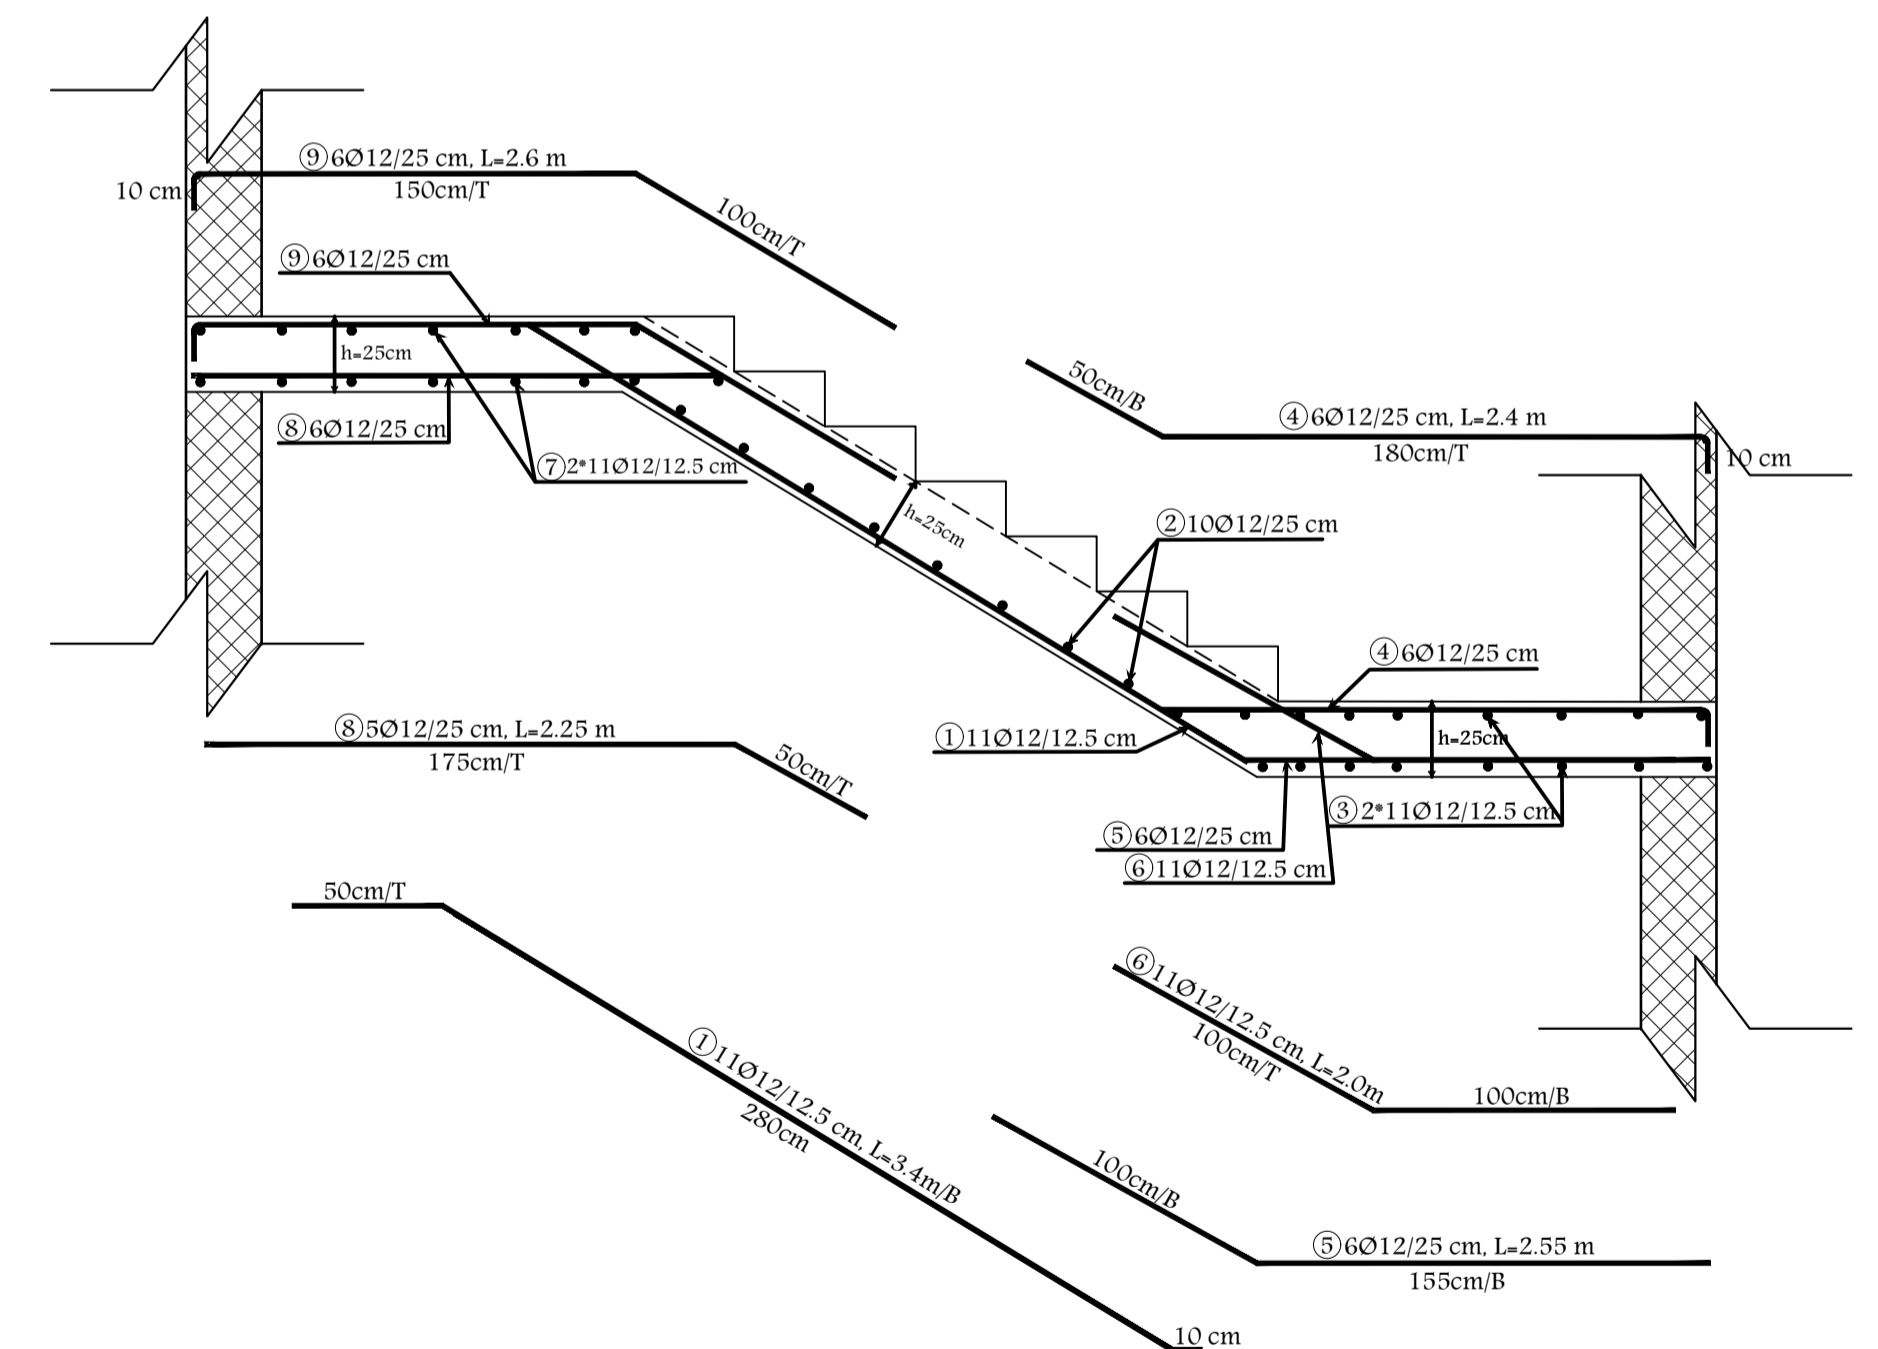 ⑨6Ø12/25 cm, L=2.6 m
10 cm
150cm/T
100cm/T
⑨6Ø12/25 cm
h=25cm
⑧6Ø12/25 cm
⑦2*11Ø12/12.5 cm
h=25cm
50cm/B
④6Ø12/25 cm, L=2.4 m
180cm/T
10 cm
②10Ø12/25 cm
④6Ø12/25 cm
①11Ø12/12.5 cm
h=25cm
③2*11Ø12/12.5 cm
⑤6Ø12/25 cm
⑥11Ø12/12.5 cm
⑧5Ø12/25 cm, L=2.25 m
175cm/T
50cm/T
50cm/T
①11Ø12/12.5 cm, L=3.4m/B
280cm
10 cm
⑥11Ø12/12.5 cm, L=2.0m
100cm/T
100cm/B
100cm/B
⑤6Ø12/25 cm, L=2.55 m
155cm/B